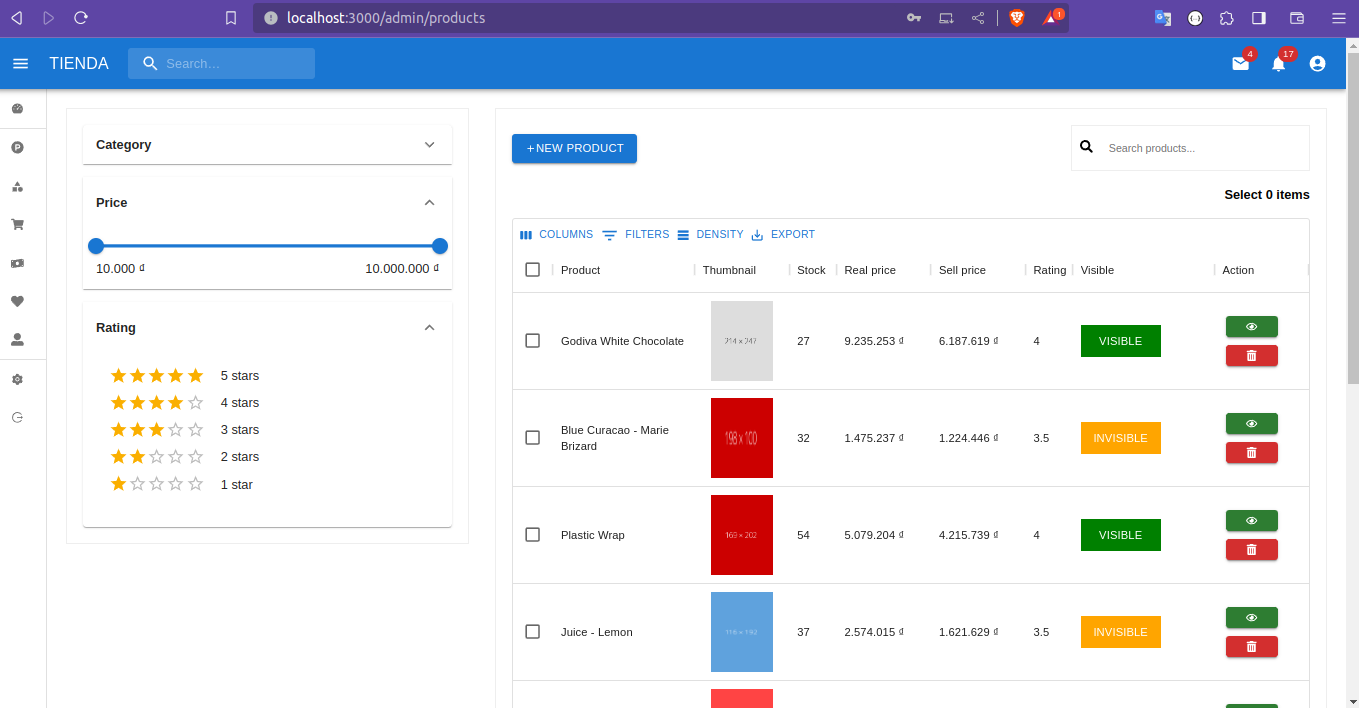 localhost:3000/admin/products
1
TIENDA
Search…
4
17
P
Category
Price
10.000 ₫
10.000.000 ₫
Rating
5 stars
4 stars
3 stars
2 stars
1 star
+NEW PRODUCT
Search products...
Select 0 items
COLUMNS FILTERS DENSITY EXPORT
Product Thumbnail Stock Real price Sell price Rating Visible Action
Godiva White Chocolate 214 × 247 27 9.235.253 ₫ 6.187.619 ₫ 4 VISIBLE
Blue Curacao - Marie
Brizard
198 x 100 32 1.475.237 ₫ 1.224.446 ₫ 3.5 INVISIBLE
Plastic Wrap 169 × 202 54 5.079.204 ₫ 4.215.739 ₫ 4 VISIBLE
Juice - Lemon 37 2.574.015 ₫ 1.621.629 ₫ 3.5 INVISIBLE